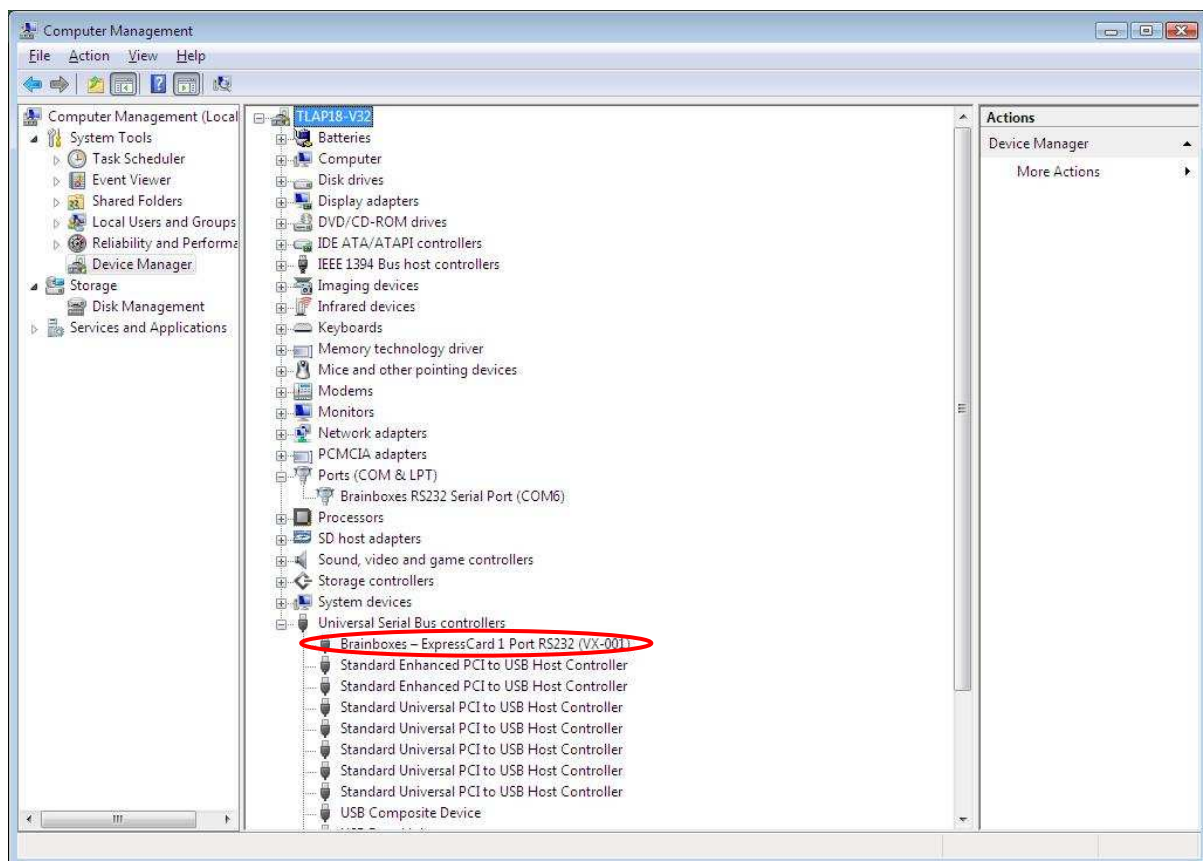 Computer Management
File Action View Help
Computer Management (Local
System Tools
Task Scheduler
Event Viewer
Shared Folders
Local Users and Groups
Reliability and Performa
Device Manager
Storage
Disk Management
Services and Applications
TLAP18-V32
Batteries
Computer
Disk drives
Display adapters
DVD/CD-ROM drives
IDE ATA/ATAPI controllers
IEEE 1394 Bus host controllers
Imaging devices
Infrared devices
Keyboards
Memory technology driver
Mice and other pointing devices
Modems
Monitors
Network adapters
PCMCIA adapters
Ports (COM & LPT)
Brainboxes RS232 Serial Port (COM6)
Processors
SD host adapters
Sound, video and game controllers
Storage controllers
System devices
Universal Serial Bus controllers
Brainboxes – ExpressCard 1 Port RS232 (VX-001)
Standard Enhanced PCI to USB Host Controller
Standard Enhanced PCI to USB Host Controller
Standard Universal PCI to USB Host Controller
Standard Universal PCI to USB Host Controller
Standard Universal PCI to USB Host Controller
Standard Universal PCI to USB Host Controller
Standard Universal PCI to USB Host Controller
USB Composite Device
Actions
Device Manager
More Actions